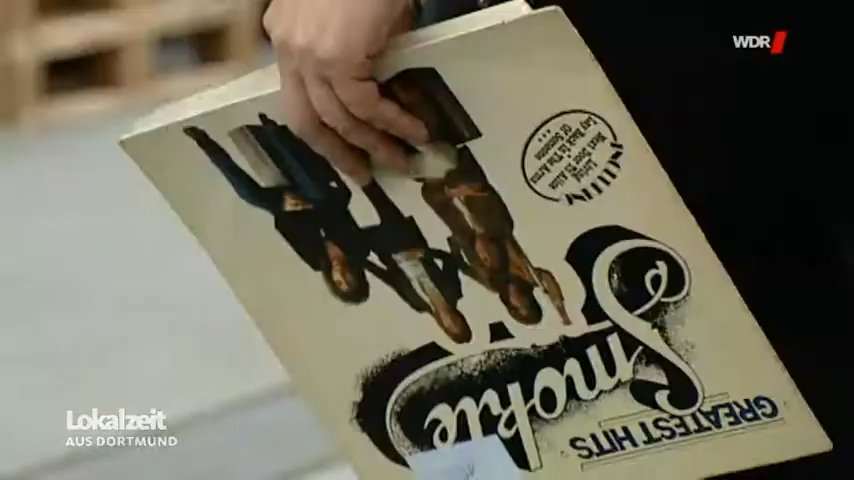 WDR
GREATEST HITS
Smokie
Living
Next Door To Alice
Lay Back In The Arms
Of Someone
Lokalzeit
AUS DORTMUND